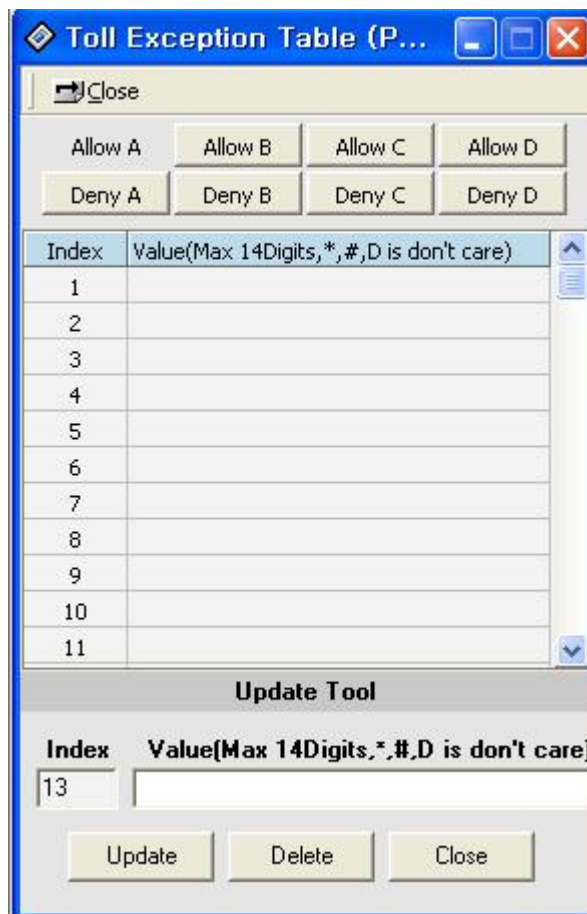 Toll Exception Table (P...
Close
Allow A Allow B Allow C Allow D
Deny A Deny B Deny C Deny D
Index Value(Max 14Digits,*,#,D is don't care)
1
2
3
4
5
6
7
8
9
10
11
Update Tool
Index Value(Max 14Digits,*,#,D is don't care)
13
Update Delete Close